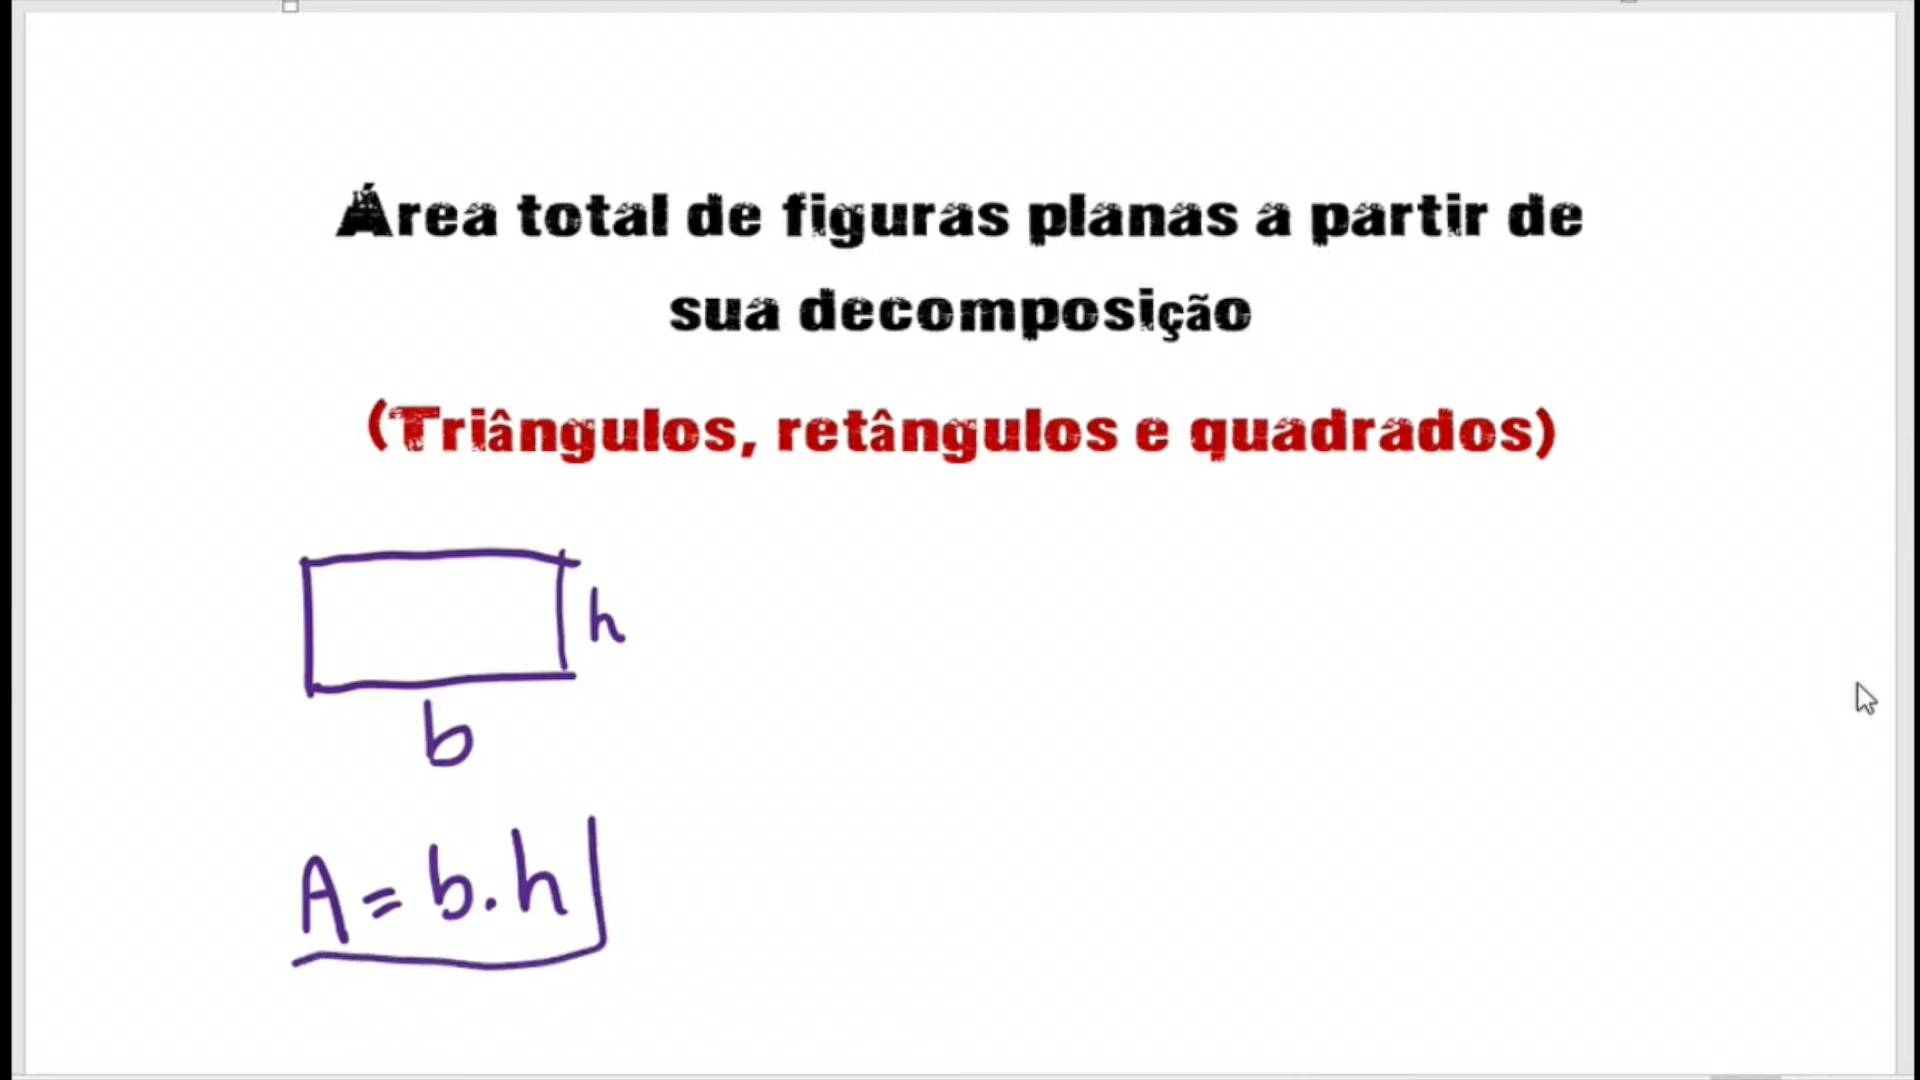 Área total de figuras planas a partir de
sua decomposição
(Triângulos, retângulos e quadrados)
h
b
A = b.h